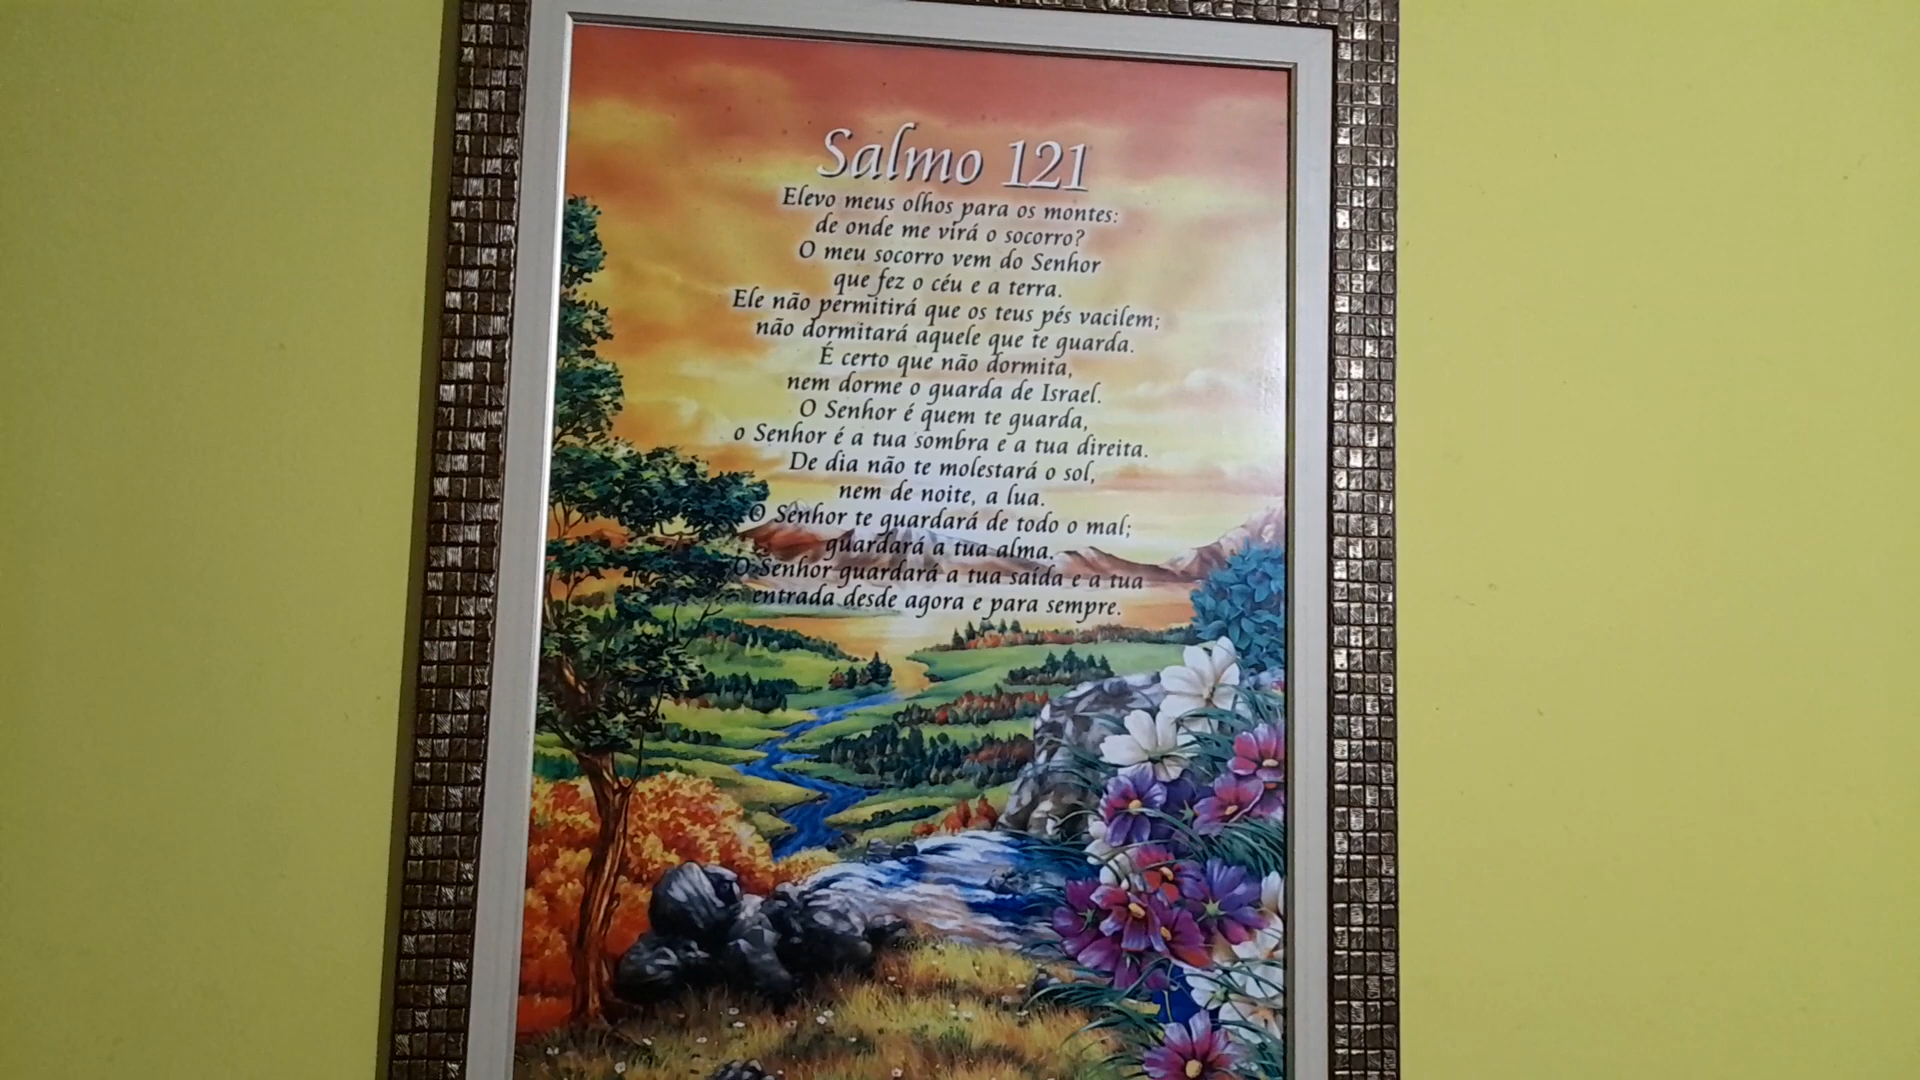 Salmo 121
Elevo meus olhos para os montes:
de onde me virá o socorro?
O meu socorro vem do Senhor
que fez o céu e a terra.
Ele não permitirá que os teus pés vacilem;
não dormitará aquele que te guarda.
É certo que não dormita,
nem dorme o guarda de Israel.
O Senhor é quem te guarda,
o Senhor é a tua sombra e a tua direita.
De dia não te molestará o sol,
nem de noite, a lua.
O Senhor te guardará de todo o mal;
guardará a tua alma.
O Senhor guardará a tua saída e a tua
entrada desde agora e para sempre.